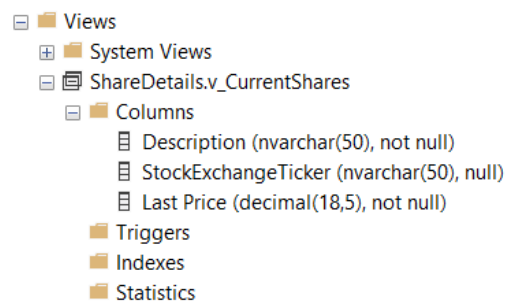 Views
System Views
ShareDetails.v_CurrentShares
Columns
Description (nvarchar(50), not null)
StockExchangeTicker (nvarchar(50), null)
Last Price (decimal(18,5), not null)
Triggers
Indexes
Statistics